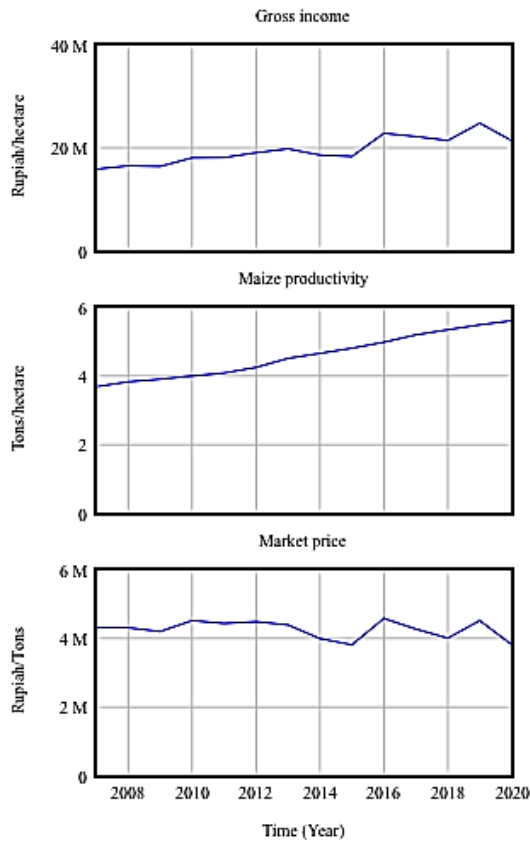 Gross income
40 M
20 M
0
Rupiah/hectare
Maize productivity
6
4
2
0
Tons/hectare
Market price
6 M
4 M
2 M
0
Rupiah/Tons
2008 2010 2012 2014 2016 2018 2020
Time (Year)